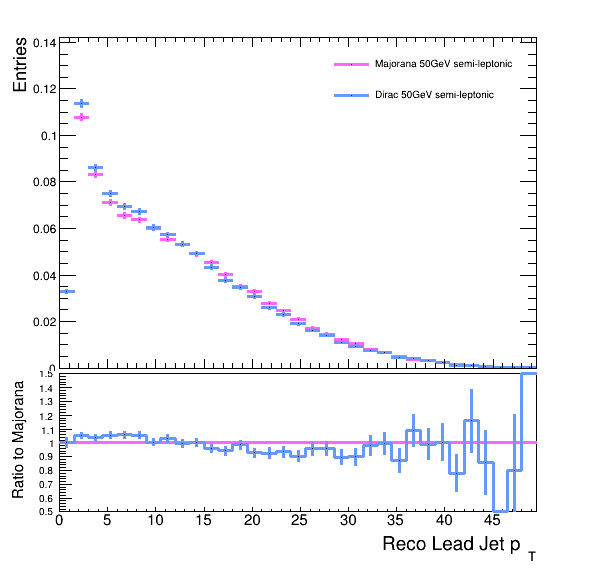 Entries
0.14
0.12
0.1
0.08
0.06
0.04
0.02
0
Majorana 50GeV semi-leptonic
Dirac 50GeV semi-leptonic
Ratio to Majorana
1.5
1.4
1.3
1.2
1.1
1
0.9
0.8
0.7
0.6
0.5
0 5 10 15 20 25 30 35 40 45
Reco Lead Jet p
T